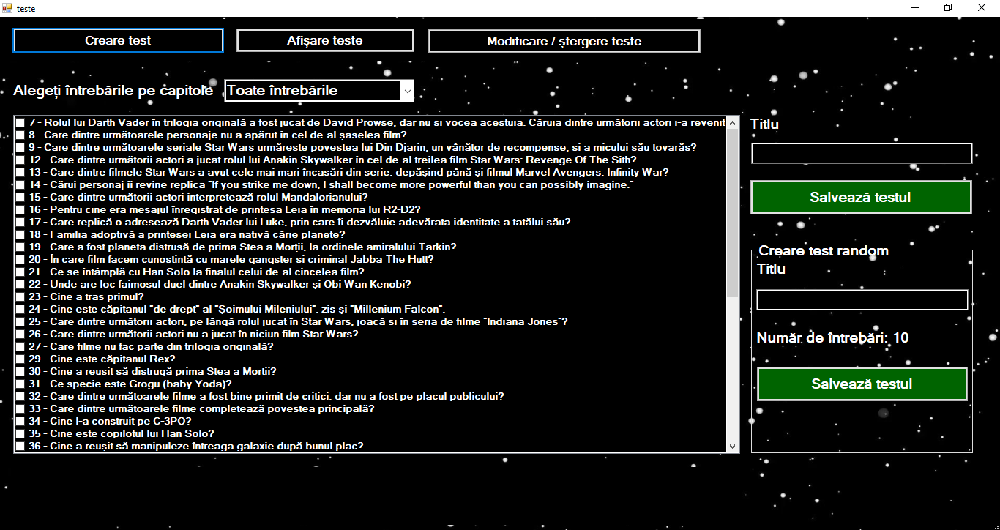 teste
Creare test
Afișare teste
Modificare / ștergere teste
Alegeți întrebările pe capitole
Toate întrebările
7 - Rolul lui Darth Vader în trilogia originală a fost jucat de David Prowse, dar nu și vocea acestuia. Căruia dintre următorii actori i-a revenit
8 - Care dintre următoarele personaje nu a apărut în cel de-al șaselea film?
9 - Care dintre următoarele seriale Star Wars urmărește povestea lui Din Djarin, un vânător de recompense, și a micului său tovarăș?
12 - Care dintre următorii actori a jucat rolul lui Anakin Skywalker în cel de-al treilea film Star Wars: Revenge Of The Sith?
13 - Care dintre filmele Star Wars a avut cele mai mari încasări din serie, depășind până și filmul Marvel Avengers: Infinity War?
14 - Cărui personaj îi revine replica "If you strike me down, I shall become more powerful than you can possibly imagine."
15 - Care dintre următorii actori interpretează rolul Mandalorianului?
16 - Pentru cine era mesajul înregistrat de prințesa Leia în memoria lui R2-D2?
17 - Care replică o adresează Darth Vader lui Luke, prin care îi dezvăluie adevărata identitate a tatălui său?
18 - Familia adoptivă a prințesei Leia era nativă cărie planete?
19 - Care a fost planeta distrusă de prima Stea a Morții, la ordinele amiralului Tarkin?
20 - În care film facem cunoștință cu marele gangster și criminal Jabba The Hutt?
21 - Ce se întâmplă cu Han Solo la finalul celui de-al cincelea film?
22 - Unde are loc faimosul duel dintre Anakin Skywalker și Obi Wan Kenobi?
23 - Cine a tras primul?
24 - Cine este căpitanul "de drept" al "Șoimului Mileniului", zis și "Millenium Falcon".
25 - Care dintre următorii actori, pe lângă rolul jucat în Star Wars, joacă și în seria de filme "Indiana Jones"?
26 - Care dintre următorii actori nu a jucat în niciun film Star Wars?
27 - Care filme nu fac parte din trilogia originală?
29 - Cine este căpitanul Rex?
30 - Cine a reușit să distrugă prima Stea a Morții?
31 - Ce specie este Grogu (baby Yoda)?
32 - Care dintre următoarele filme a fost bine primit de critici, dar nu a fost pe placul publicului?
33 - Care dintre următoarele filme completează povestea principală?
34 - Cine l-a construit pe C-3PO?
35 - Cine este copilotul lui Han Solo?
36 - Cine a reușit să manipuleze întreaga galaxie după bunul plac?
Titlu
Salvează testul
Creare test random
Titlu
Număr de întrebări: 10
Salvează testul